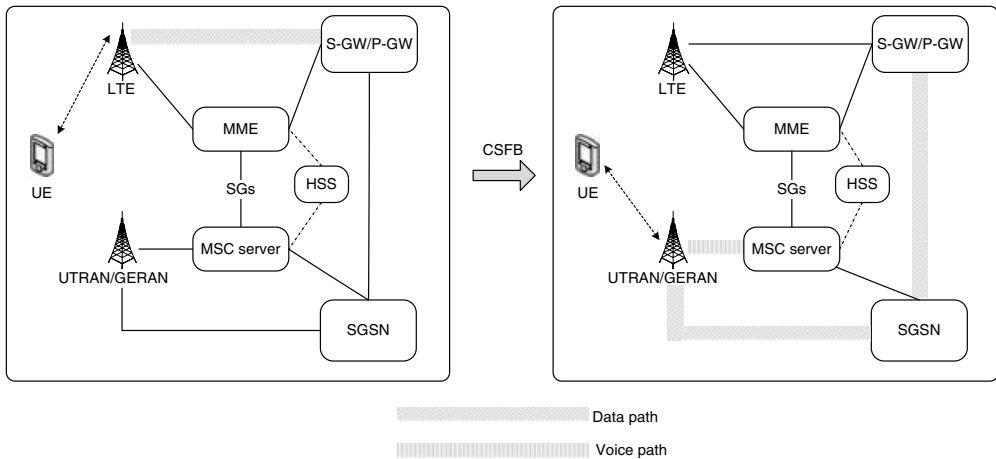 S-GW/P-GW
LTE
MME
UE
SGs
HSS
MSC server
UTRAN/GERAN
SGSN
CSFB
S-GW/P-GW
LTE
MME
UE
SGs
HSS
MSC server
UTRAN/GERAN
SGSN
Data path
Voice path